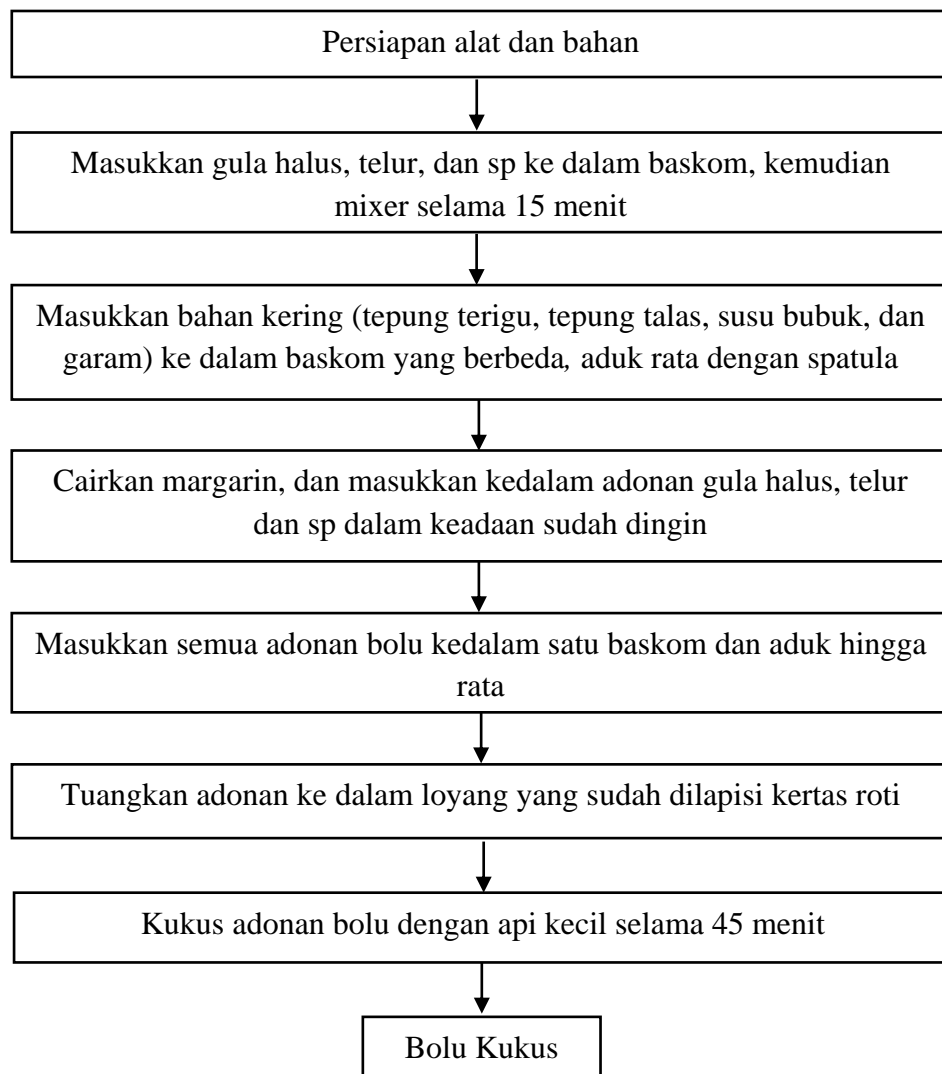 Persiapan alat dan bahan
Masukkan gula halus, telur, dan sp ke dalam baskom, kemudian
mixer selama 15 menit
Masukkan bahan kering (tepung terigu, tepung talas, susu bubuk, dan
garam) ke dalam baskom yang berbeda, aduk rata dengan spatula
Cairkan margarin, dan masukkan kedalam adonan gula halus, telur
dan sp dalam keadaan sudah dingin
Masukkan semua adonan bolu kedalam satu baskom dan aduk hingga
rata
Tuangkan adonan ke dalam loyang yang sudah dilapisi kertas roti
Kukus adonan bolu dengan api kecil selama 45 menit
Bolu Kukus